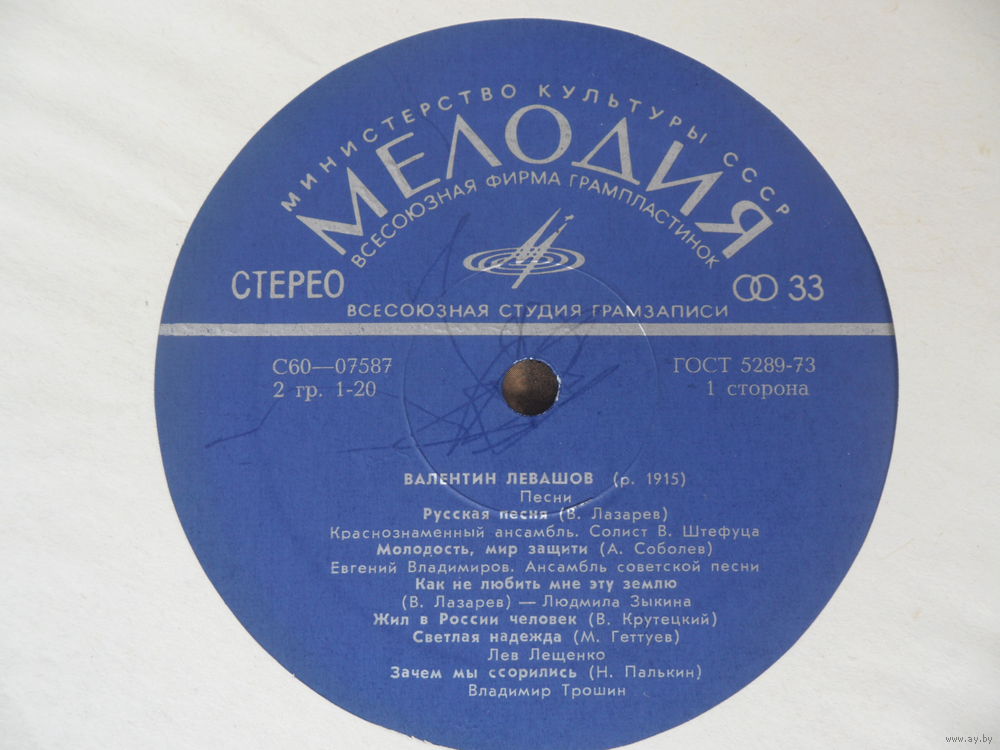 МИНИСТЕРСТВО КУЛЬТУРЫ СССР
МЕЛОДИЯ
ВСЕСОЮЗНАЯ ФИРМА ГРАМПЛАСТИНОК
СТЕРЕО
33
ВСЕСОЮЗНАЯ СТУДИЯ ГРАМЗАПИСИ
С60—07587
ГОСТ 5289-73
2 гр. 1-20
1 сторона
ВАЛЕНТИН ЛЕВАШОВ (р. 1915)
Песни
Русская песня (В. Лазарев)
Краснознаменный ансамбль. Солист В. Штефуца
Молодость, мир защити (А. Соболев)
Евгений Владимиров. Ансамбль советской песни
Как не любить мне эту землю
(В. Лазарев) — Людмила Зыкина
Жил в России человек (В. Крутецкий)
Светлая надежда (М. Геттуев)
Лев Лещенко
Зачем мы ссорились (Н. Палькин)
Владимир Трошин
www.ay.by